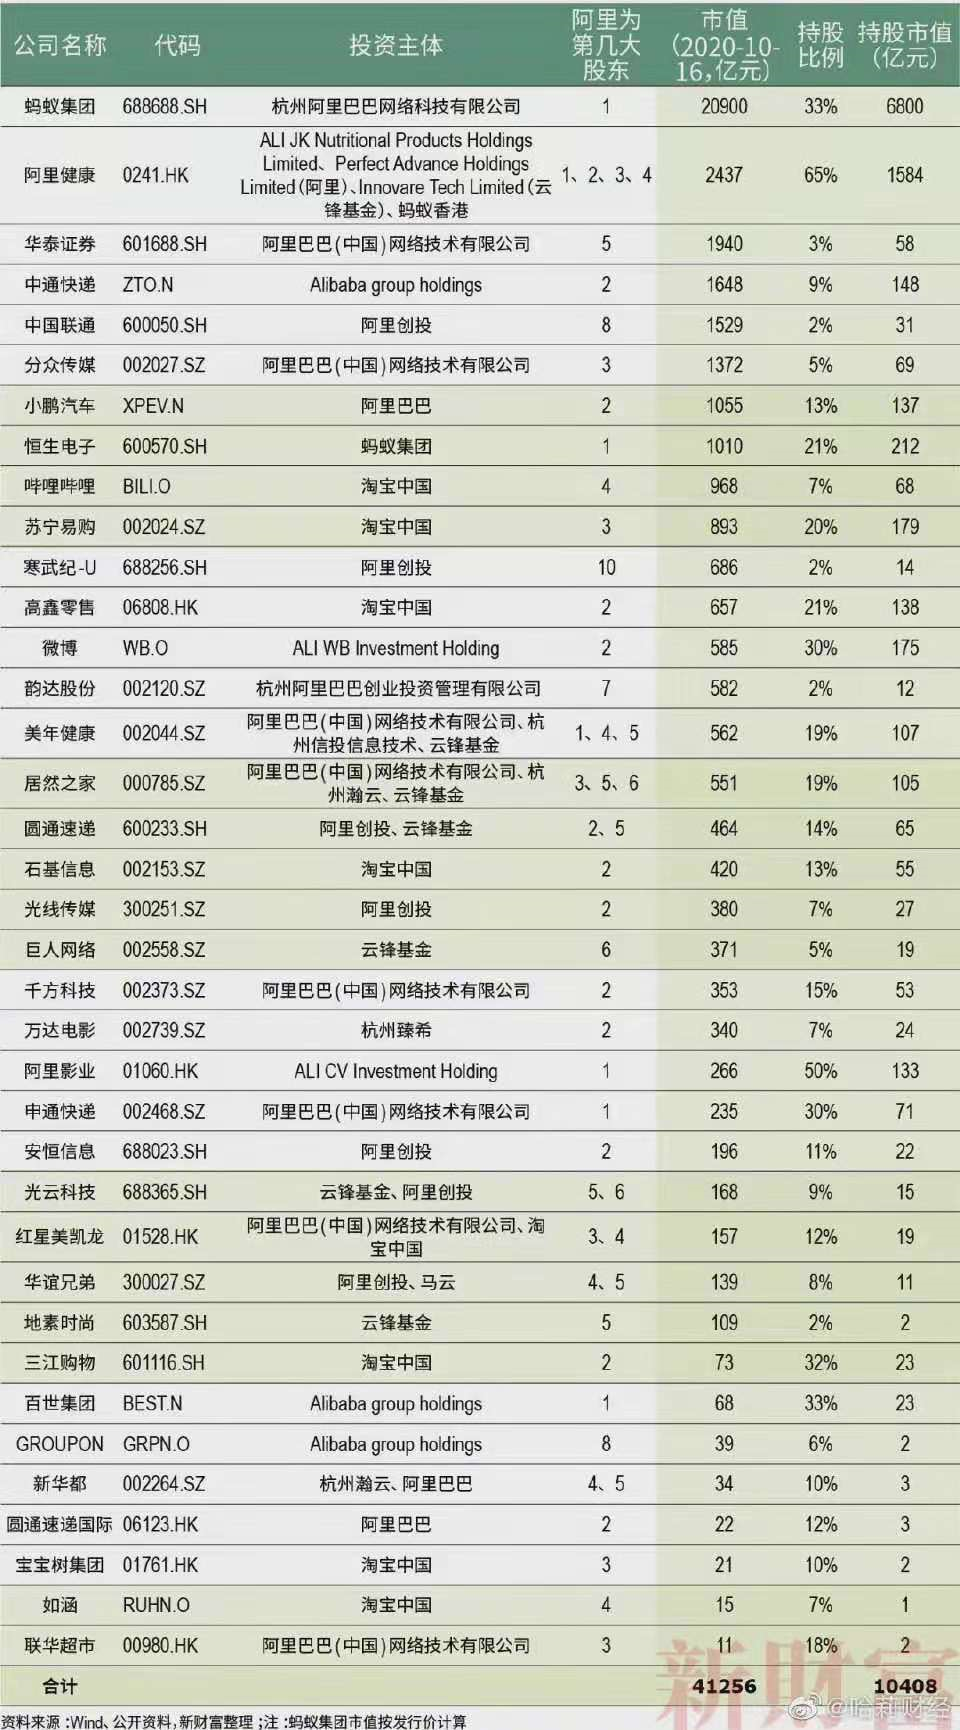 公司名称 代码 投资主体 阿里为第几大股东 市值(2020-10-16,亿元) 持股比例 持股市值(亿元)
蚂蚁集团 688688.SH 杭州阿里巴巴网络科技有限公司 1 20900 33% 6800
阿里健康 0241.HK ALI JK Nutritional Products Holdings Limited、Perfect Advance Holdings Limited(阿里)、Innovare Tech Limited(云锋基金)、蚂蚁香港 1、2、3、4 2437 65% 1584
华泰证券 601688.SH 阿里巴巴(中国)网络技术有限公司 5 1940 3% 58
中通快递 ZTO.N Alibaba group holdings 2 1648 9% 148
中国联通 600050.SH 阿里创投 8 1529 2% 31
分众传媒 002027.SZ 阿里巴巴(中国)网络技术有限公司 3 1372 5% 69
小鹏汽车 XPEV.N 阿里巴巴 2 1055 13% 137
恒生电子 600570.SH 蚂蚁集团 1 1010 21% 212
哔哩哔哩 BILI.O 淘宝中国 4 968 7% 68
苏宁易购 002024.SZ 淘宝中国 3 893 20% 179
寒武纪-U 688256.SH 阿里创投 10 686 2% 14
高鑫零售 06808.HK 淘宝中国 2 657 21% 138
微博 WB.O ALI WB Investment Holding 2 585 30% 175
韵达股份 002120.SZ 杭州阿里巴巴创业投资管理有限公司 7 582 2% 12
美年健康 002044.SZ 阿里巴巴(中国)网络技术有限公司、杭州信投信息技术、云锋基金 1、4、5 562 19% 107
居然之家 000785.SZ 阿里巴巴(中国)网络技术有限公司、杭州瀚云、云锋基金 3、5、6 551 19% 105
圆通速递 600233.SH 阿里创投、云锋基金 2、5 464 14% 65
石基信息 002153.SZ 淘宝中国 2 420 13% 55
光线传媒 300251.SZ 阿里创投 2 380 7% 27
巨人网络 002558.SZ 云锋基金 6 371 5% 19
千方科技 002373.SZ 阿里巴巴(中国)网络技术有限公司 2 353 15% 53
万达电影 002739.SZ 杭州臻希 2 340 7% 24
阿里影业 01060.HK ALI CV Investment Holding 1 266 50% 133
申通快递 002468.SZ 阿里巴巴(中国)网络技术有限公司 1 235 30% 71
安恒信息 688023.SH 阿里创投 2 196 11% 22
光云科技 688365.SH 云锋基金、阿里创投 5、6 168 9% 15
红星美凯龙 01528.HK 阿里巴巴(中国)网络技术有限公司、淘宝中国 3、4 157 12% 19
华谊兄弟 300027.SZ 阿里创投、马云 4、5 139 8% 11
地素时尚 603587.SH 云锋基金 5 109 2% 2
三江购物 601116.SH 淘宝中国 2 73 32% 23
百世集团 BEST.N Alibaba group holdings 1 68 33% 23
GROUPON GRPN.O Alibaba group holdings 8 39 6% 2
新华都 002264.SZ 杭州瀚云、阿里巴巴 4、5 34 10% 3
圆通速递国际 06123.HK 阿里巴巴 2 22 12% 3
宝宝树集团 01761.HK 淘宝中国 3 21 10% 2
如涵 RUHN.O 淘宝中国 4 15 7% 1
联华超市 00980.HK 阿里巴巴(中国)网络技术有限公司 3 11 18% 2
合计 41256 10408
新财富
@哈莉财经
资料来源:Wind、公开资料,新财富整理;注:蚂蚁集团市值按发行价计算